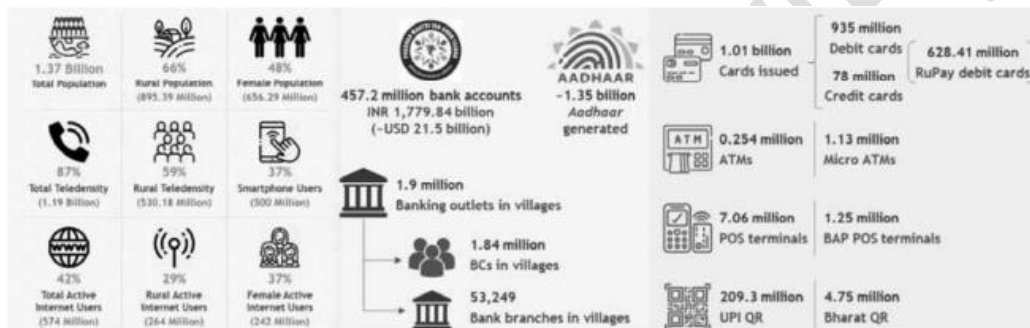 1.37 Billion
Total Population
66%
Rural Population
(895.39 Million)
48%
Female Population
(656.29 Million)
87%
Total Teledensity
(1.19 Billion)
59%
Rural Teledensity
(530.18 Million)
37%
Smartphone Users
(500 Million)
42%
Total Active
Internet Users
(574 Million)
29%
Rural Active
Internet Users
(264 Million)
37%
Female Active
Internet Users
(242 Million)
457.2 million bank accounts
INR 1,779.84 billion
(~USD 21.5 billion)
AADHAAR
~1.35 billion
Aadhaar
generated
1.9 million
Banking outlets in villages
1.84 million
BCs in villages
53,249
Bank branches in villages
1.01 billion
Cards issued
935 million
Debit cards
78 million
Credit cards
628.41 million
RuPay debit cards
ATM
0.254 million
ATMs
1.13 million
Micro ATMs
7.06 million
POS terminals
1.25 million
BAP POS terminals
209.3 million
UPI QR
4.75 million
Bharat QR